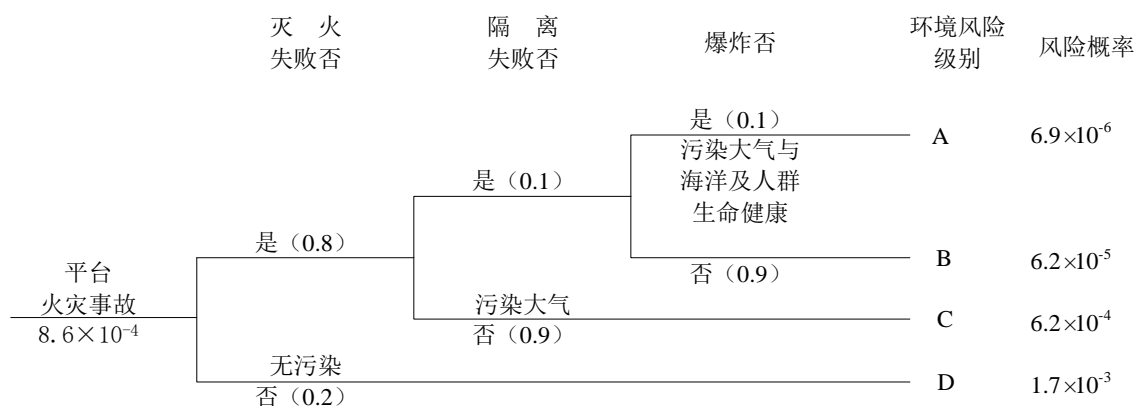 灭 火
失败否
隔 离
失败否
爆炸否
环境风险
级别
风险概率
是（0.1）
污染大气与
海洋及人群
生命健康
A
6.9×10⁻⁶
是（0.1）
是（0.8）
否（0.9）
B
6.2×10⁻⁵
平台
火灾事故
8.6×10⁻⁴
污染大气
否（0.9）
C
6.2×10⁻⁴
无污染
否（0.2）
D
1.7×10⁻³